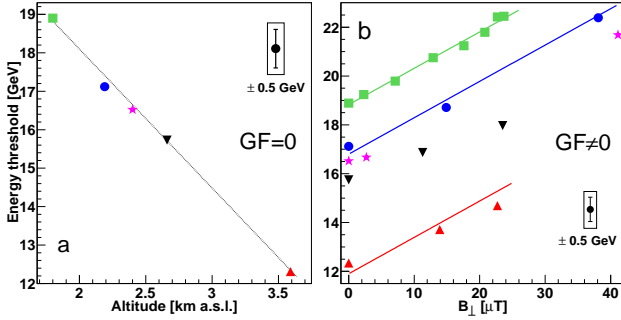 Energy threshold [GeV]
19
18
17
16
15
14
13
12
± 0.5 GeV
GF=0
a
2
2.5
3
3.5
Altitude [km a.s.l.]
22
20
18
16
14
12
b
GF≠0
± 0.5 GeV
0
10
20
30
40
B⊥ [μT]